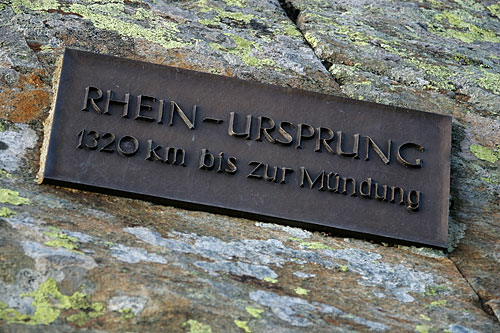 RHEIN-URSPRUNG
1320 km bis zur Mündung